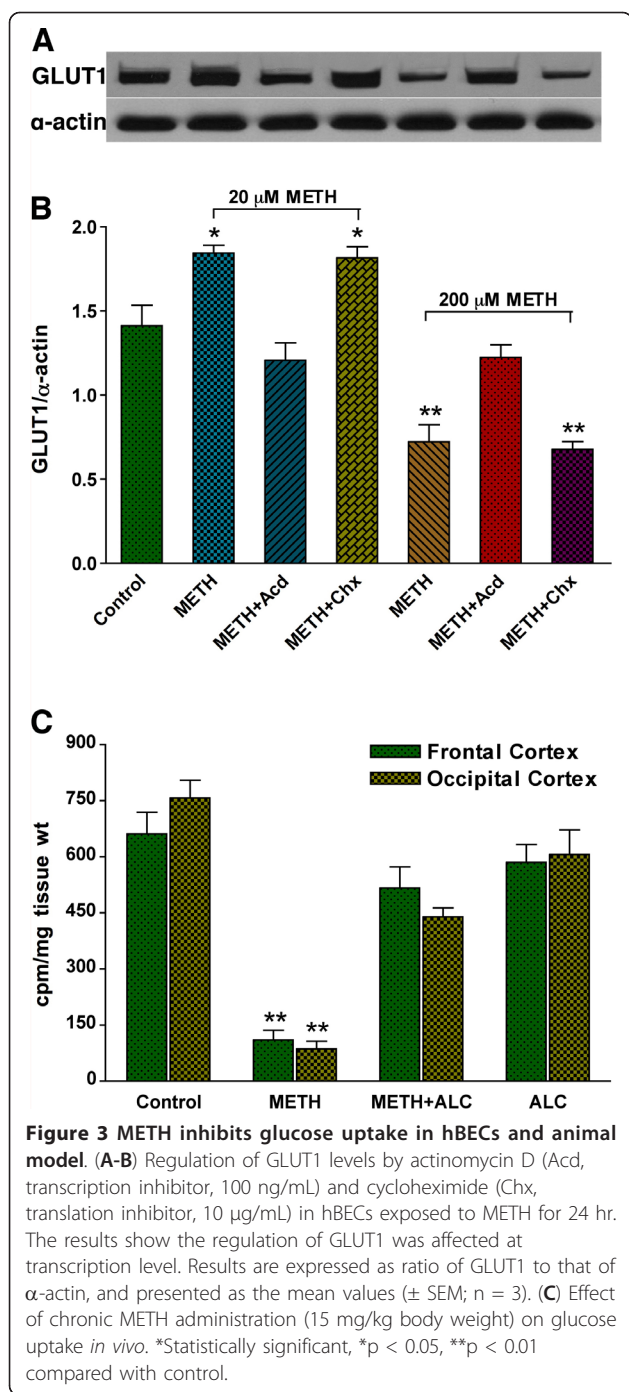 A
GLUT1
α-actin
B
20 μM METH
200 μM METH
GLUT1/α-actin
2.0
1.5
1.0
0.5
0.0
*
*
**
**
Control
METH
METH+Acd
METH+Chx
METH
METH+Acd
METH+Chx
C
cpm/mg tissue wt
900
750
600
450
300
150
0
Frontal Cortex
Occipital Cortex
**
**
Control
METH
METH+ALC
ALC
Figure 3 METH inhibits glucose uptake in hBECs and animal
model. (A-B) Regulation of GLUT1 levels by actinomycin D (Acd,
transcription inhibitor, 100 ng/mL) and cycloheximide (Chx,
translation inhibitor, 10 μg/mL) in hBECs exposed to METH for 24 hr.
The results show the regulation of GLUT1 was affected at
transcription level. Results are expressed as ratio of GLUT1 to that of
α-actin, and presented as the mean values (± SEM; n = 3). (C) Effect
of chronic METH administration (15 mg/kg body weight) on glucose
uptake in vivo. *Statistically significant, *p < 0.05, **p < 0.01
compared with control.